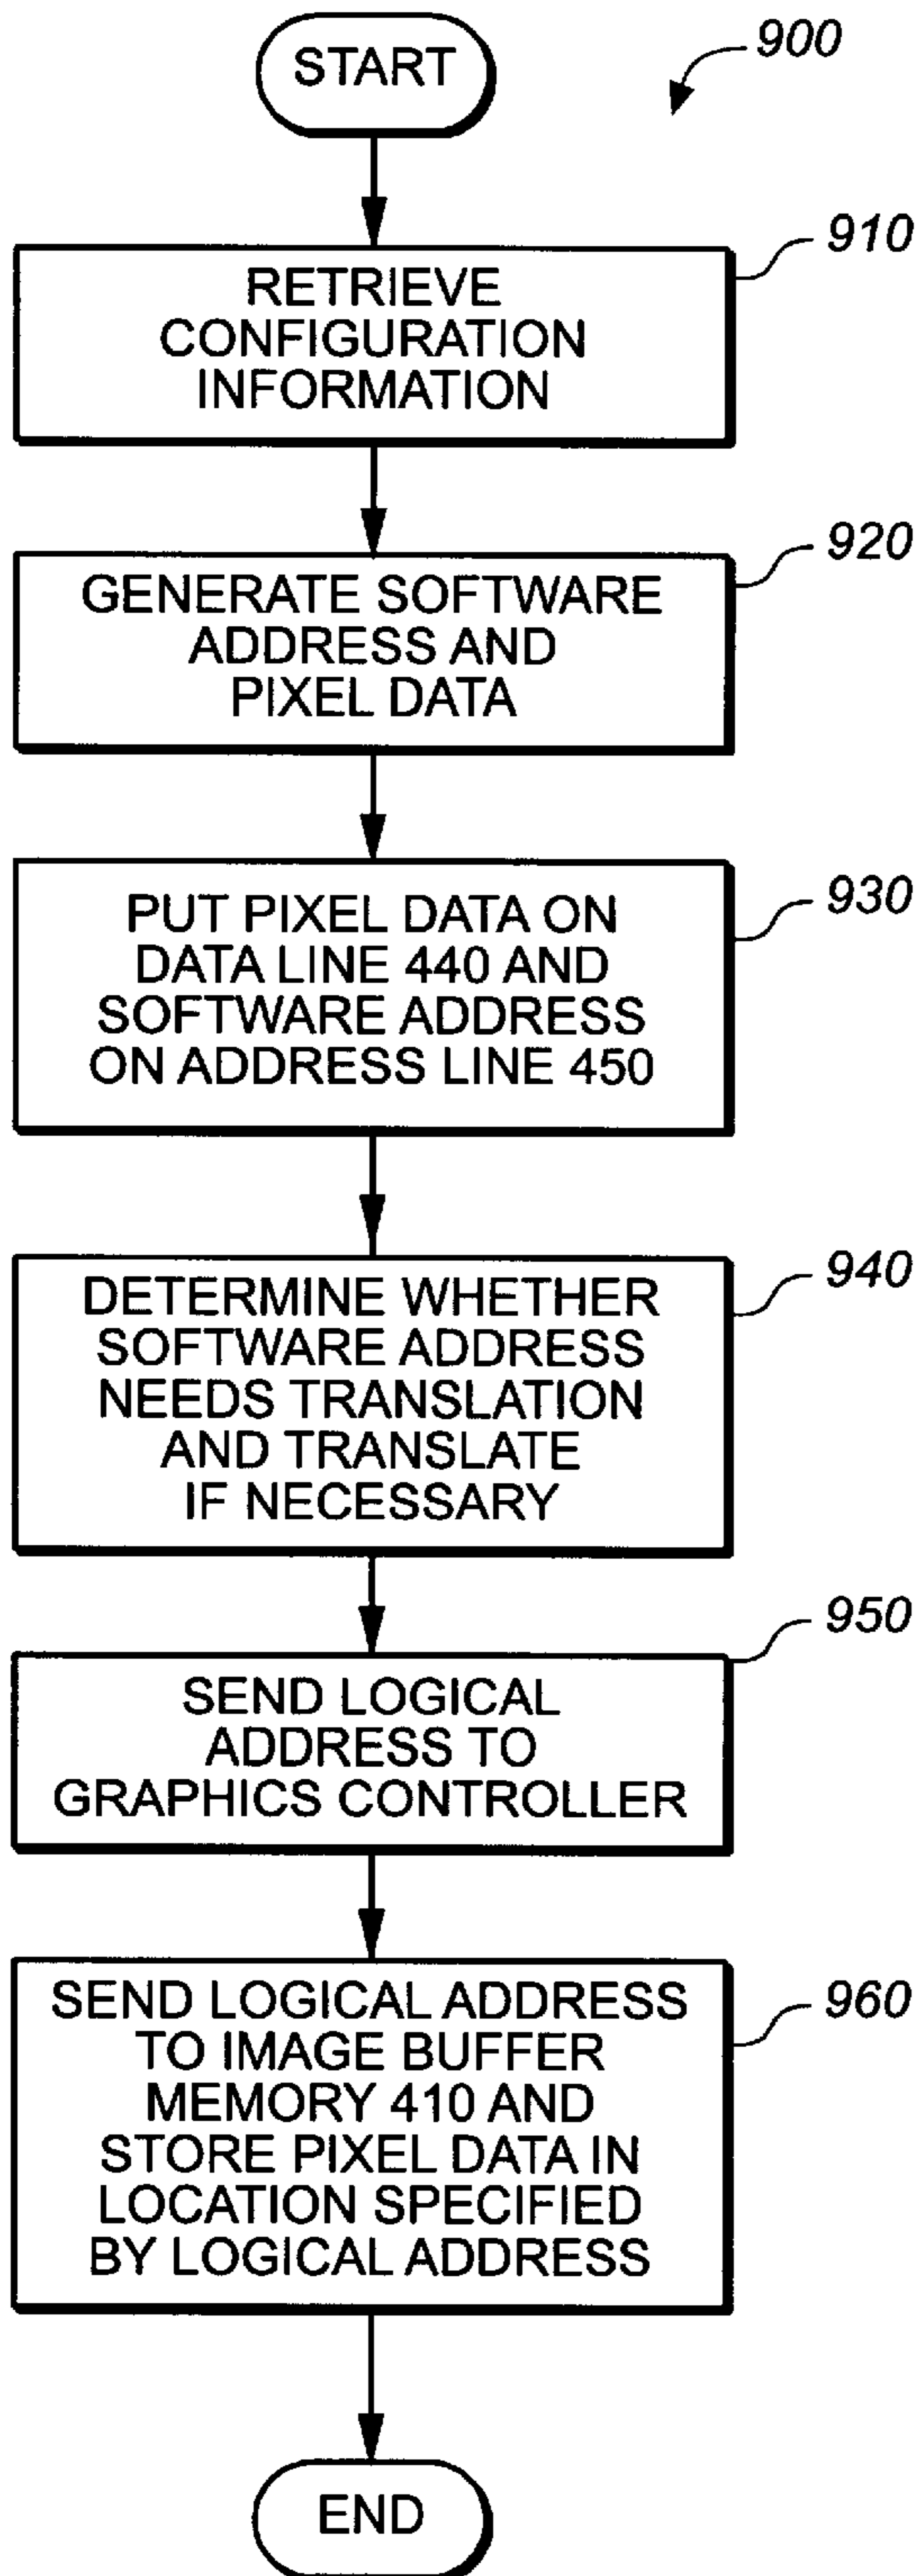 START
900
910
RETRIEVE
CONFIGURATION
INFORMATION
920
GENERATE SOFTWARE
ADDRESS AND
PIXEL DATA
930
PUT PIXEL DATA ON
DATA LINE 440 AND
SOFTWARE ADDRESS
ON ADDRESS LINE 450
940
DETERMINE WHETHER
SOFTWARE ADDRESS
NEEDS TRANSLATION
AND TRANSLATE
IF NECESSARY
950
SEND LOGICAL
ADDRESS TO
GRAPHICS CONTROLLER
960
SEND LOGICAL ADDRESS
TO IMAGE BUFFER
MEMORY 410 AND
STORE PIXEL DATA IN
LOCATION SPECIFIED
BY LOGICAL ADDRESS
END